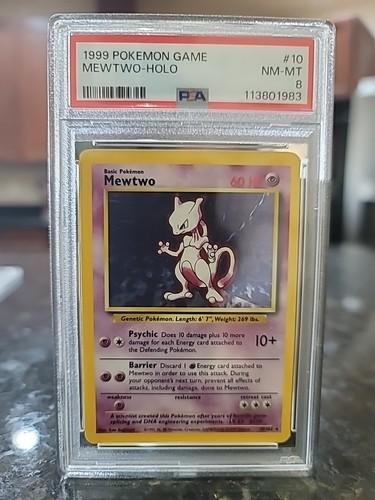 1999 POKEMON GAME #10
MEWTWO-HOLO NM-MT
8
PSA 113801983
Basic Pokémon
Mewtwo 60 HP
Genetic Pokémon. Length: 6' 7", Weight: 269 lbs.
Psychic Does 10 damage plus 10 more
damage for each Energy card attached to
the Defending Pokémon.
10+
Barrier Discard 1 Energy card attached to
Mewtwo in order to use this attack. During
your opponent's next turn, prevent all effects of
attacks, including damage, done to Mewtwo.
weakness resistance retreat cost
A scientist created this Pokémon after years of horrific gene-
splicing and DNA engineering experiments. LV. 53 #150